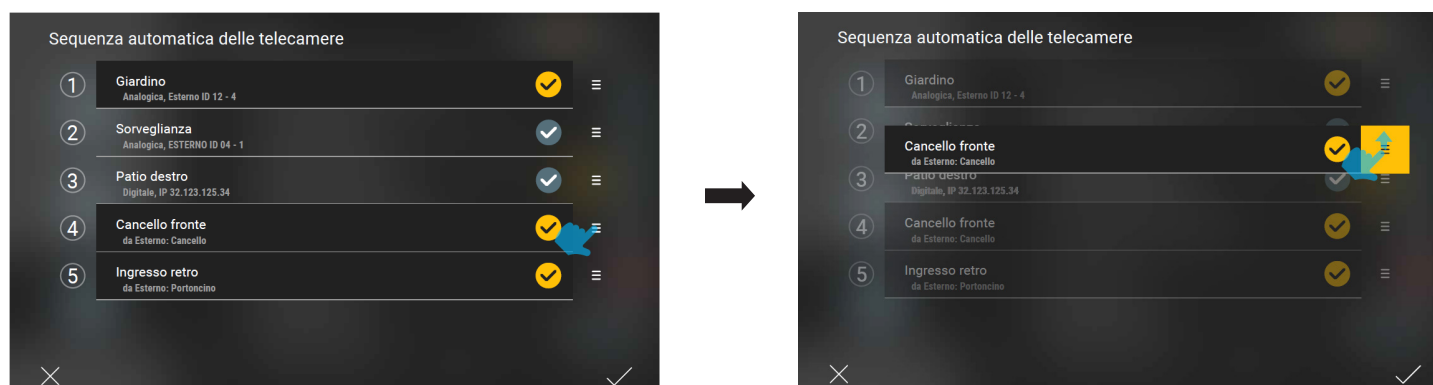 Sequenza automatica delle telecamere
1
Giardino
Analogica, Esterno ID 12 - 4
2
Sorveglianza
Analogica, ESTERNO ID 04 - 1
3
Patio destro
Digitale, IP 32.123.125.34
4
Cancello fronte
da Esterno: Cancello
5
Ingresso retro
da Esterno: Portoncino
Sequenza automatica delle telecamere
1
Giardino
Analogica, Esterno ID 12 - 4
2
Sorveglianza
Cancello fronte
da Esterno: Cancello
3
Patio destro
Digitale, IP 32.123.125.34
4
Cancello fronte
da Esterno: Cancello
5
Ingresso retro
da Esterno: Portoncino